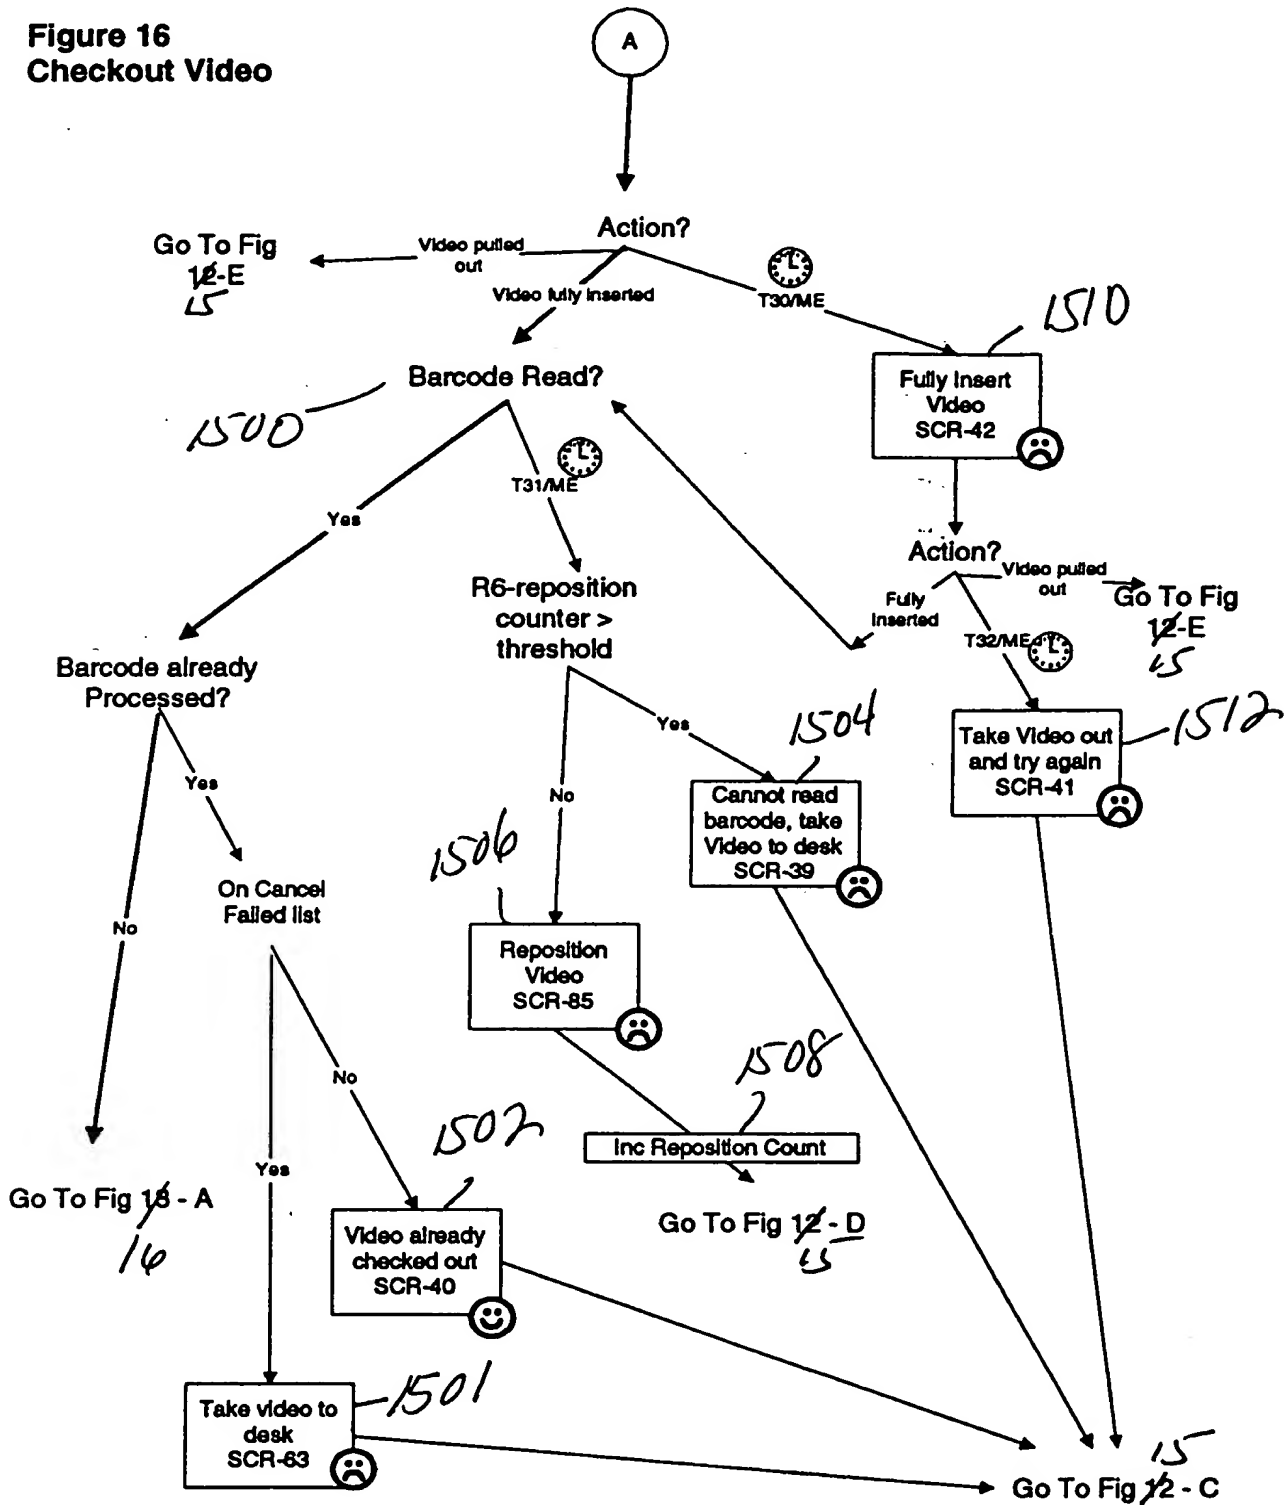 Figure 16
Checkout Video
A
Action?
Go To Fig
12-E
15
Video pulled
out
Video fully inserted
T30/ME
1510
Barcode Read?
1500
Fully Insert
Video
SCR-42
T31/ME
Yes
Action?
Video pulled
out
Go To Fig
12-E
15
Fully
Inserted
T32/ME
R6-reposition
counter >
threshold
Barcode already
Processed?
Yes
1504
1512
Take Video out
and try again
SCR-41
Yes
No
Cannot read
barcode, take
Video to desk
SCR-39
1506
On Cancel
Failed list
No
Reposition
Video
SCR-85
1508
No
1502
Inc Reposition Count
Yes
Go To Fig 13 - A
16
Go To Fig 12 - D
15
Video already
checked out
SCR-40
1501
Take video to
desk
SCR-63
15
Go To Fig 12 - C